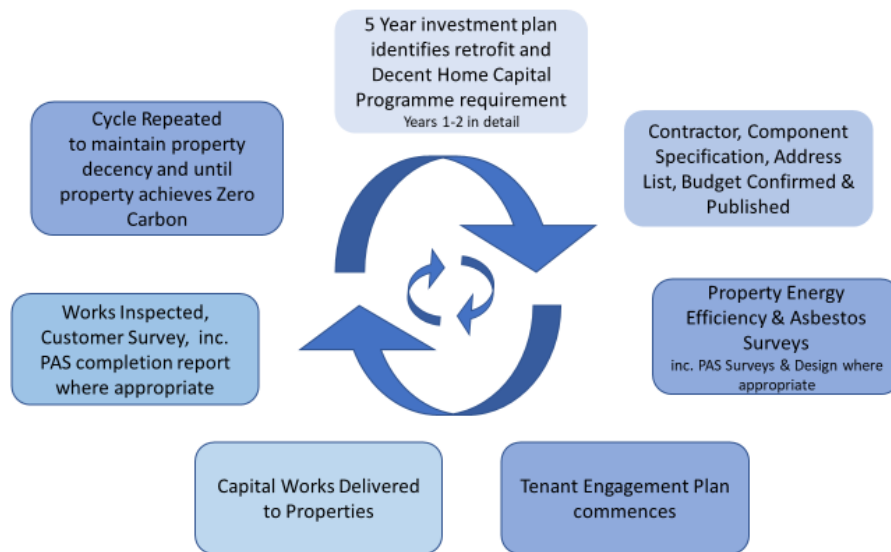 5 Year investment plan
identifies retrofit and
Decent Home Capital
Programme requirement
Years 1-2 in detail
Contractor, Component
Specification, Address
List, Budget Confirmed &
Published
Property Energy
Efficiency & Asbestos
Surveys
inc. PAS Surveys & Design where
appropriate
Tenant Engagement Plan
commences
Capital Works Delivered
to Properties
Works Inspected,
Customer Survey, inc.
PAS completion report
where appropriate
Cycle Repeated
to maintain property
decency and until
property achieves Zero
Carbon